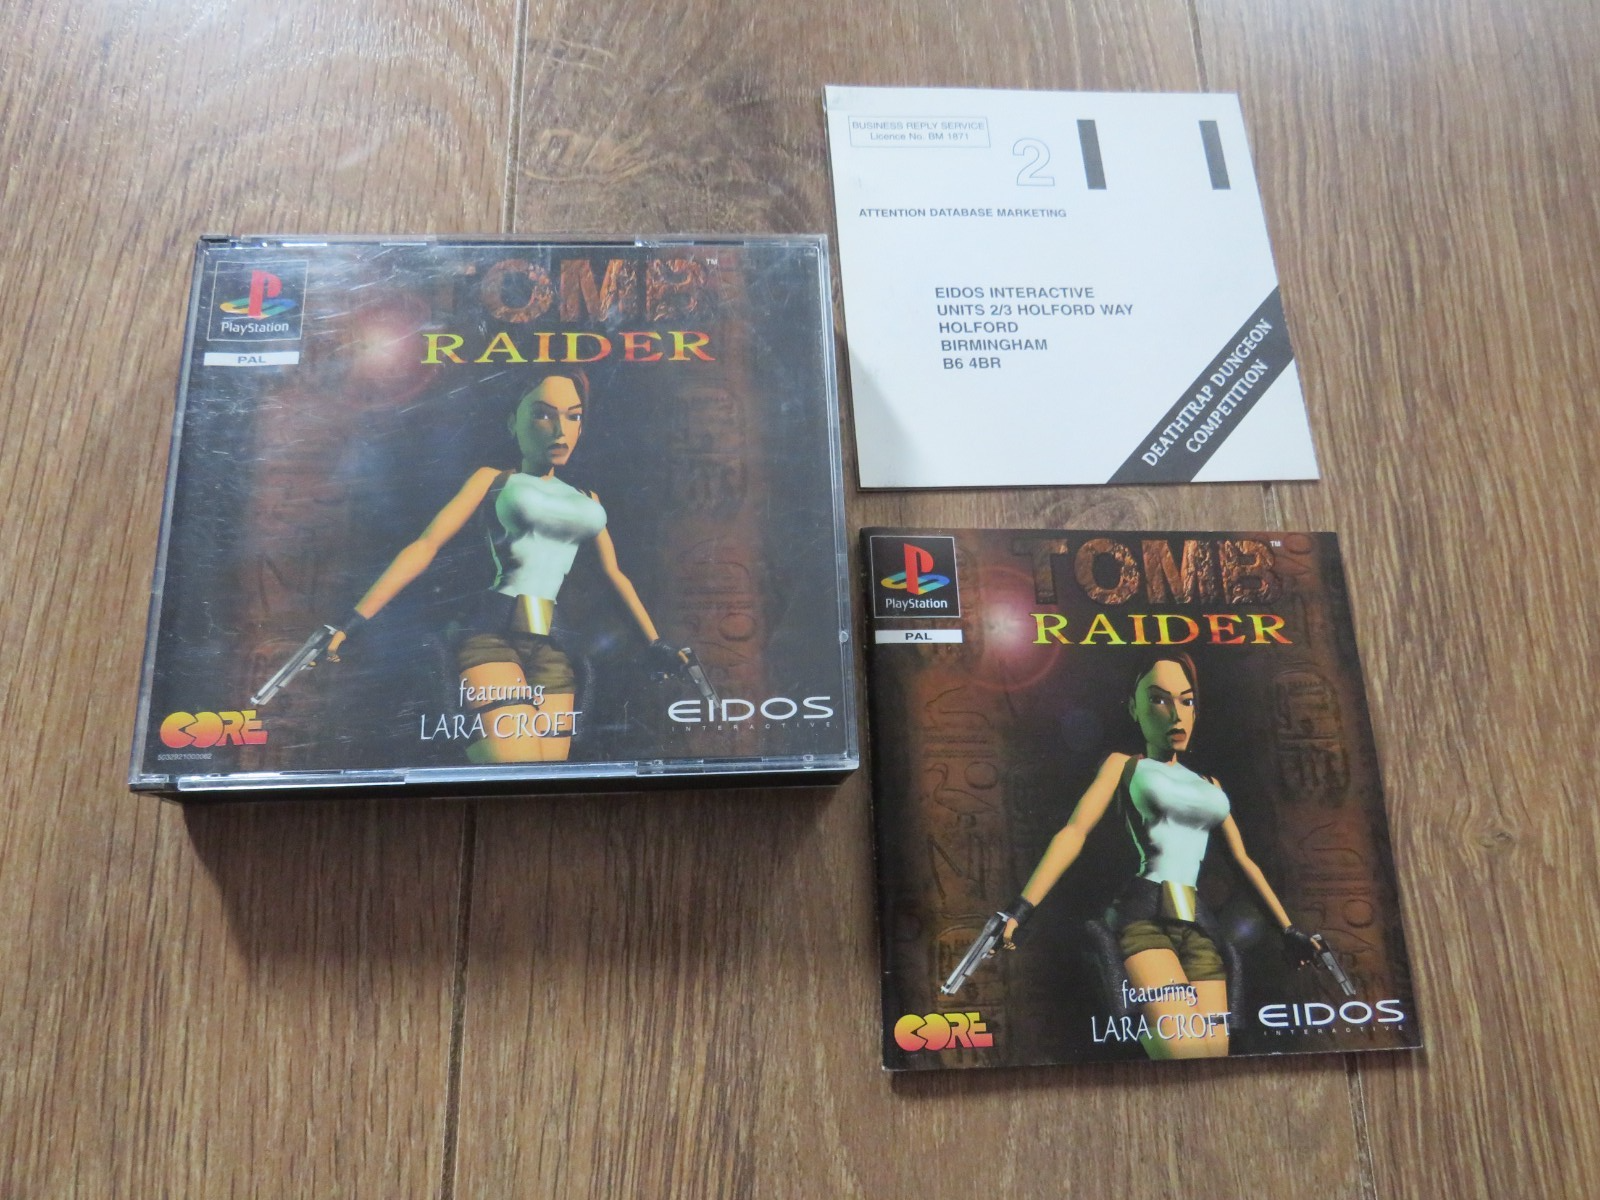 PlayStation
PAL
TOMB™
RAIDER
featuring
LARA CROFT
CORE
EIDOS
INTERACTIVE
BUSINESS REPLY SERVICE
Licence No. BM 1871
2
ATTENTION DATABASE MARKETING
EIDOS INTERACTIVE
UNITS 2/3 HOLFORD WAY
HOLFORD
BIRMINGHAM
B6 4BR
DEATHTRAP DUNGEON
COMPETITION
PlayStation
PAL
TOMB™
RAIDER
featuring
LARA CROFT
CORE
EIDOS
INTERACTIVE